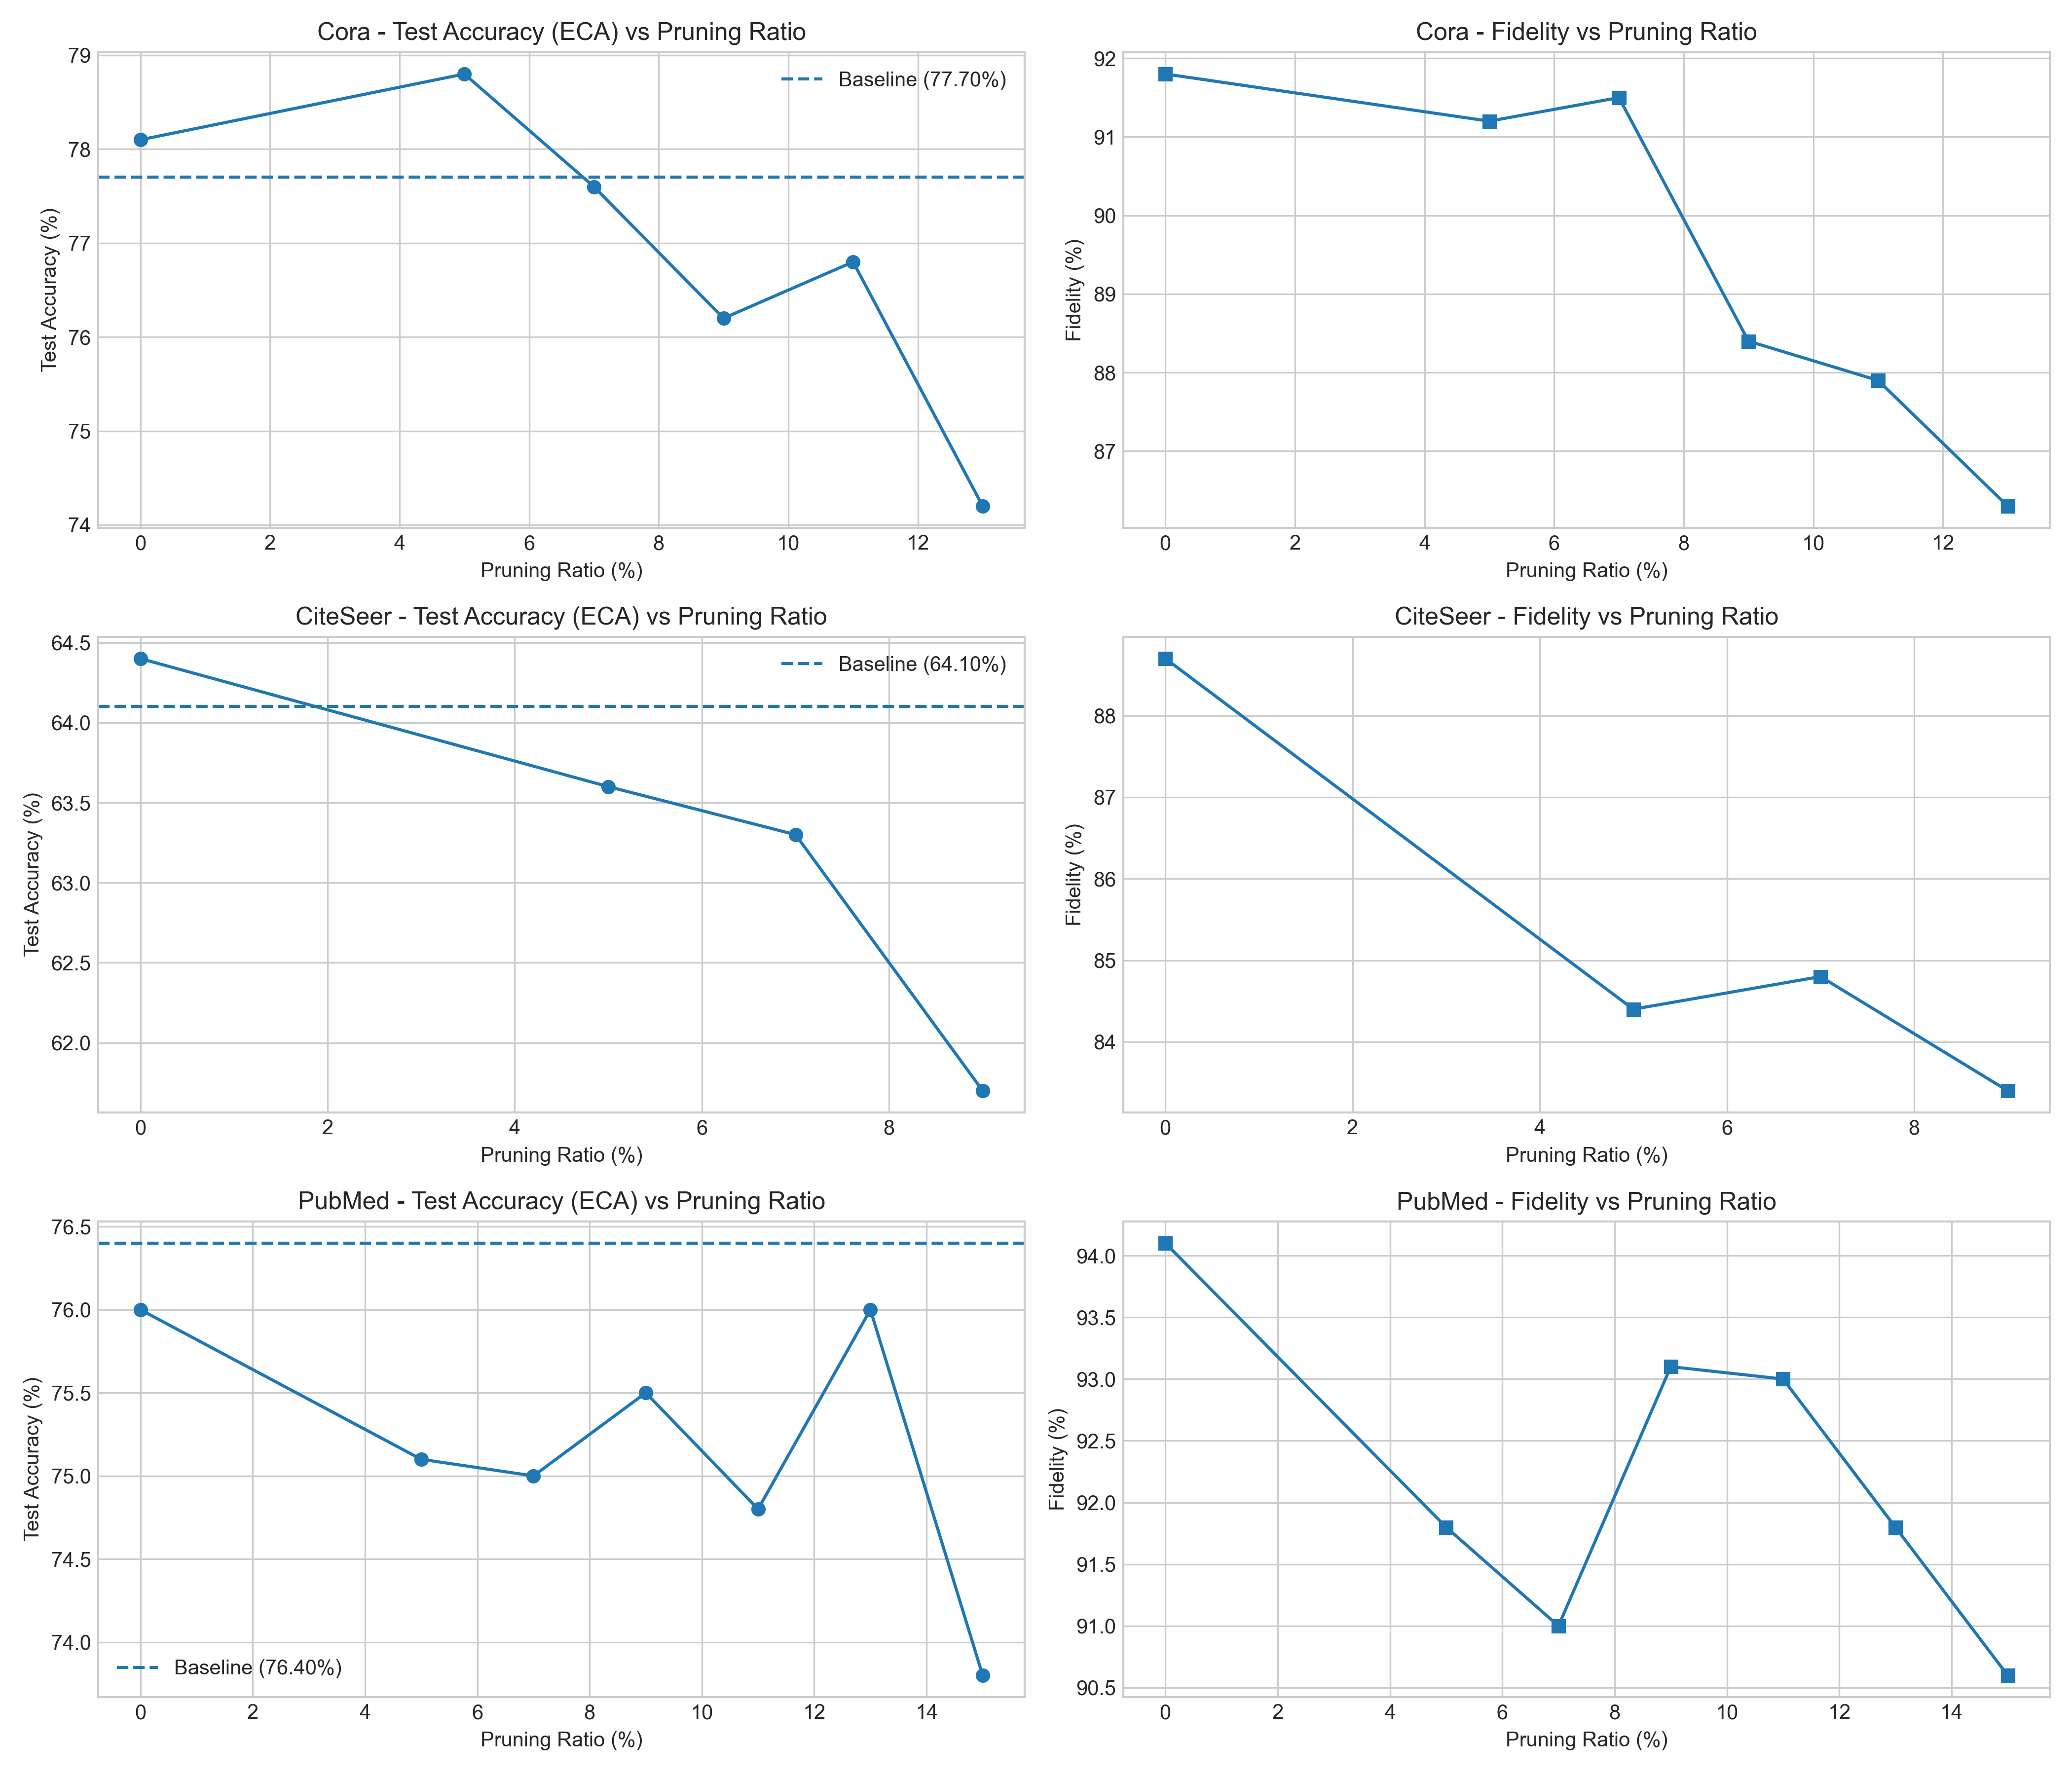 Cora - Test Accuracy (ECA) vs Pruning Ratio
79
78
77
76
75
74
Test Accuracy (%)
Baseline (77.70%)
0 2 4 6 8 10 12
Pruning Ratio (%)
Cora - Fidelity vs Pruning Ratio
92
91
90
89
88
87
Fidelity (%)
0 2 4 6 8 10 12
Pruning Ratio (%)
CiteSeer - Test Accuracy (ECA) vs Pruning Ratio
64.5
64.0
63.5
63.0
62.5
62.0
Test Accuracy (%)
Baseline (64.10%)
0 2 4 6 8
Pruning Ratio (%)
CiteSeer - Fidelity vs Pruning Ratio
88
87
86
85
84
Fidelity (%)
0 2 4 6 8
Pruning Ratio (%)
PubMed - Test Accuracy (ECA) vs Pruning Ratio
76.5
76.0
75.5
75.0
74.5
74.0
Test Accuracy (%)
Baseline (76.40%)
0 2 4 6 8 10 12 14
Pruning Ratio (%)
PubMed - Fidelity vs Pruning Ratio
94.0
93.5
93.0
92.5
92.0
91.5
91.0
90.5
Fidelity (%)
0 2 4 6 8 10 12 14
Pruning Ratio (%)